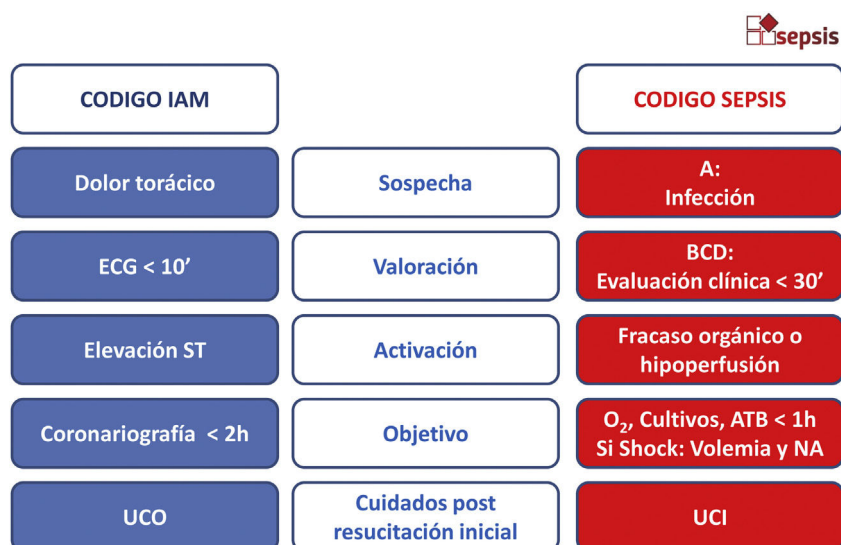 sepsis
CODIGO IAM
CODIGO SEPSIS
Dolor torácico
Sospecha
A:
Infección
ECG < 10’
Valoración
BCD:
Evaluación clínica < 30’
Elevación ST
Activación
Fracaso orgánico o
hipoperfusión
Coronariografía < 2h
Objetivo
O₂, Cultivos, ATB < 1h
Si Shock: Volemia y NA
UCO
Cuidados post
resucitación inicial
UCI